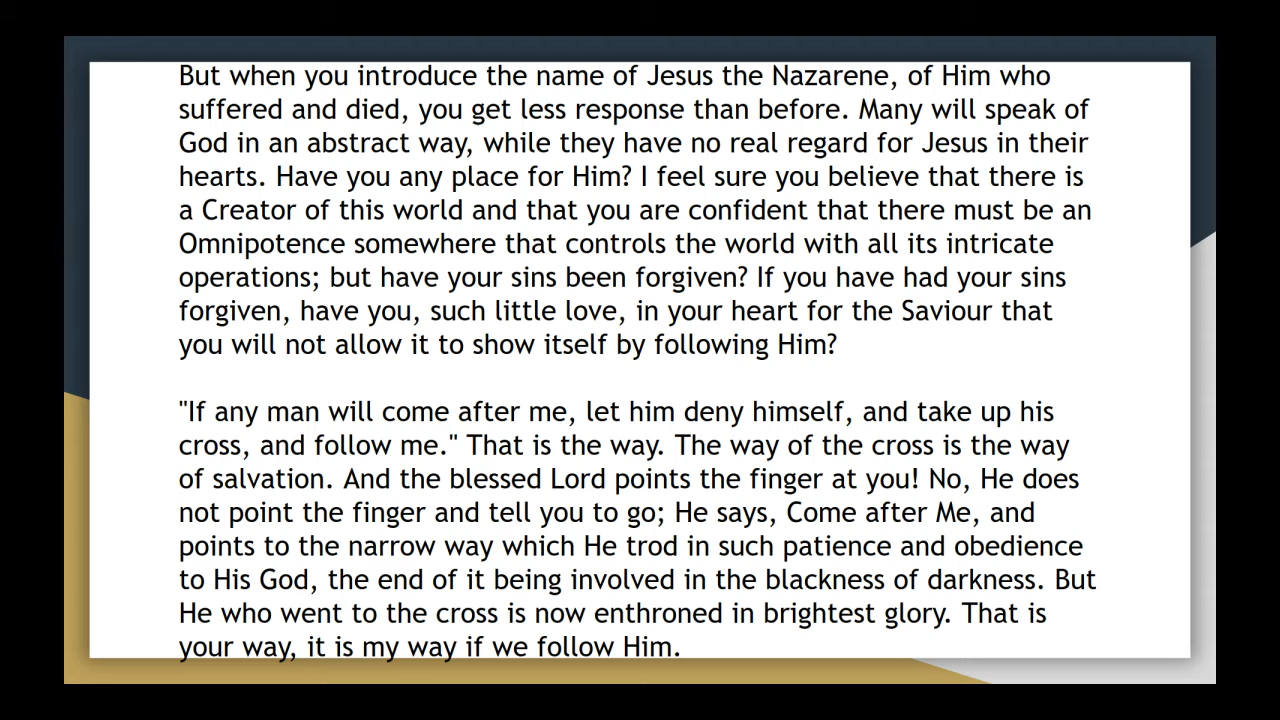 But when you introduce the name of Jesus the Nazarene, of Him who
suffered and died, you get less response than before. Many will speak of
God in an abstract way, while they have no real regard for Jesus in their
hearts. Have you any place for Him? I feel sure you believe that there is
a Creator of this world and that you are confident that there must be an
Omnipotence somewhere that controls the world with all its intricate
operations; but have your sins been forgiven? If you have had your sins
forgiven, have you, such little love, in your heart for the Saviour that
you will not allow it to show itself by following Him?
"If any man will come after me, let him deny himself, and take up his
cross, and follow me." That is the way. The way of the cross is the way
of salvation. And the blessed Lord points the finger at you! No, He does
not point the finger and tell you to go; He says, Come after Me, and
points to the narrow way which He trod in such patience and obedience
to His God, the end of it being involved in the blackness of darkness. But
He who went to the cross is now enthroned in brightest glory. That is
your way, it is my way if we follow Him.